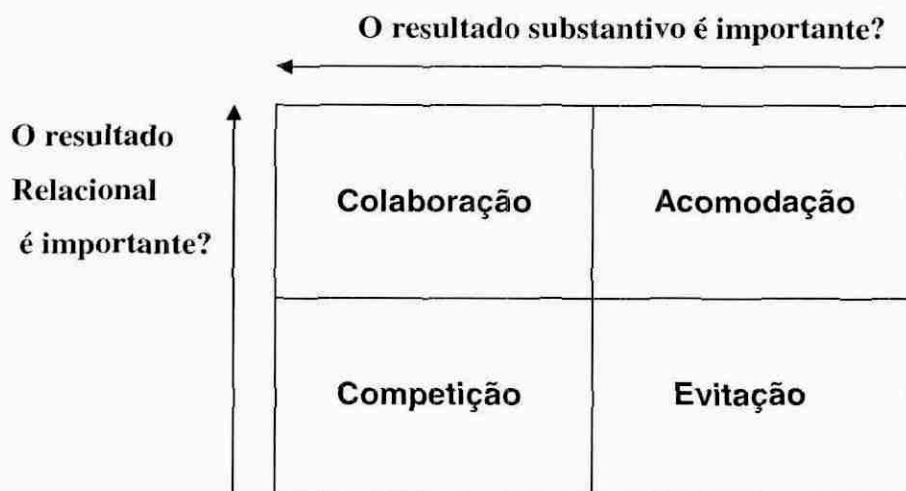 O resultado substantivo é importante?
O resultado
Relacional
é importante?
Colaboração
Acomodação
Competição
Evitação